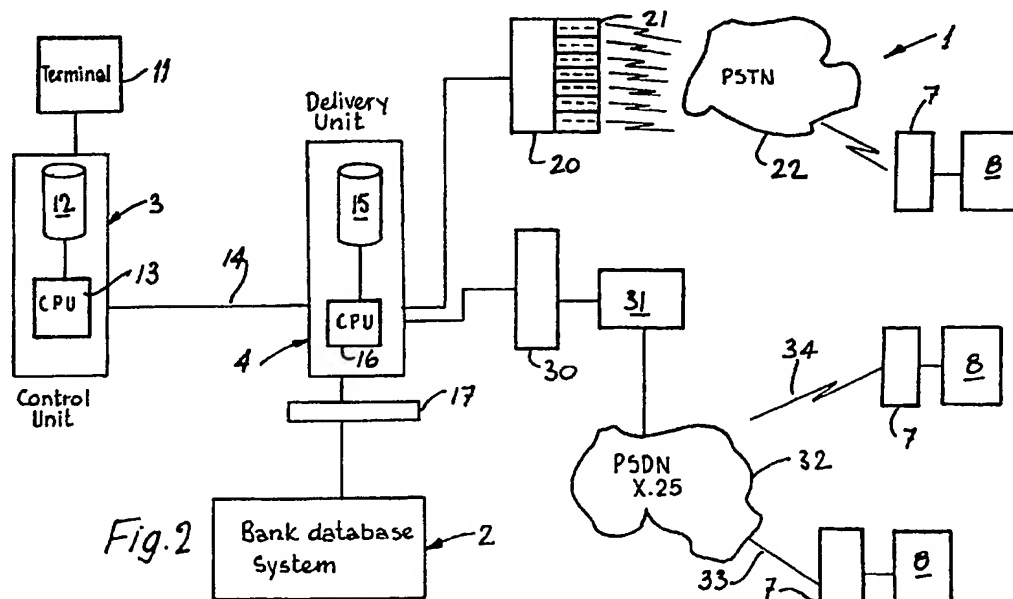 21
1
Terminal
11
PSTN
Delivery
Unit
7
20
22
8
12
3
15
13
CPU
14
CPU
31
4
16
30
34
8
Control
Unit
17
7
PSDN
X.25
32
Fig.2
Bank database
System
2
33
8
7